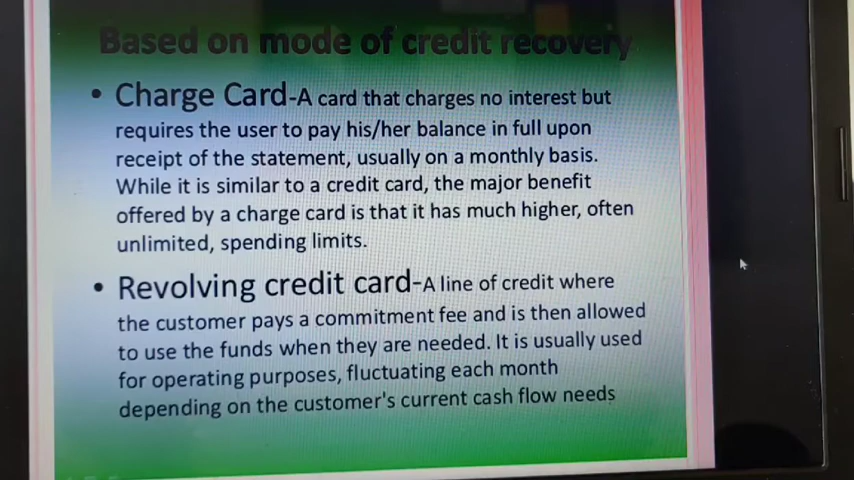 Based on mode of credit recovery
• Charge Card-A card that charges no interest but
requires the user to pay his/her balance in full upon
receipt of the statement, usually on a monthly basis.
While it is similar to a credit card, the major benefit
offered by a charge card is that it has much higher, often
unlimited, spending limits.
• Revolving credit card-A line of credit where
the customer pays a commitment fee and is then allowed
to use the funds when they are needed. It is usually used
for operating purposes, fluctuating each month
depending on the customer's current cash flow needs